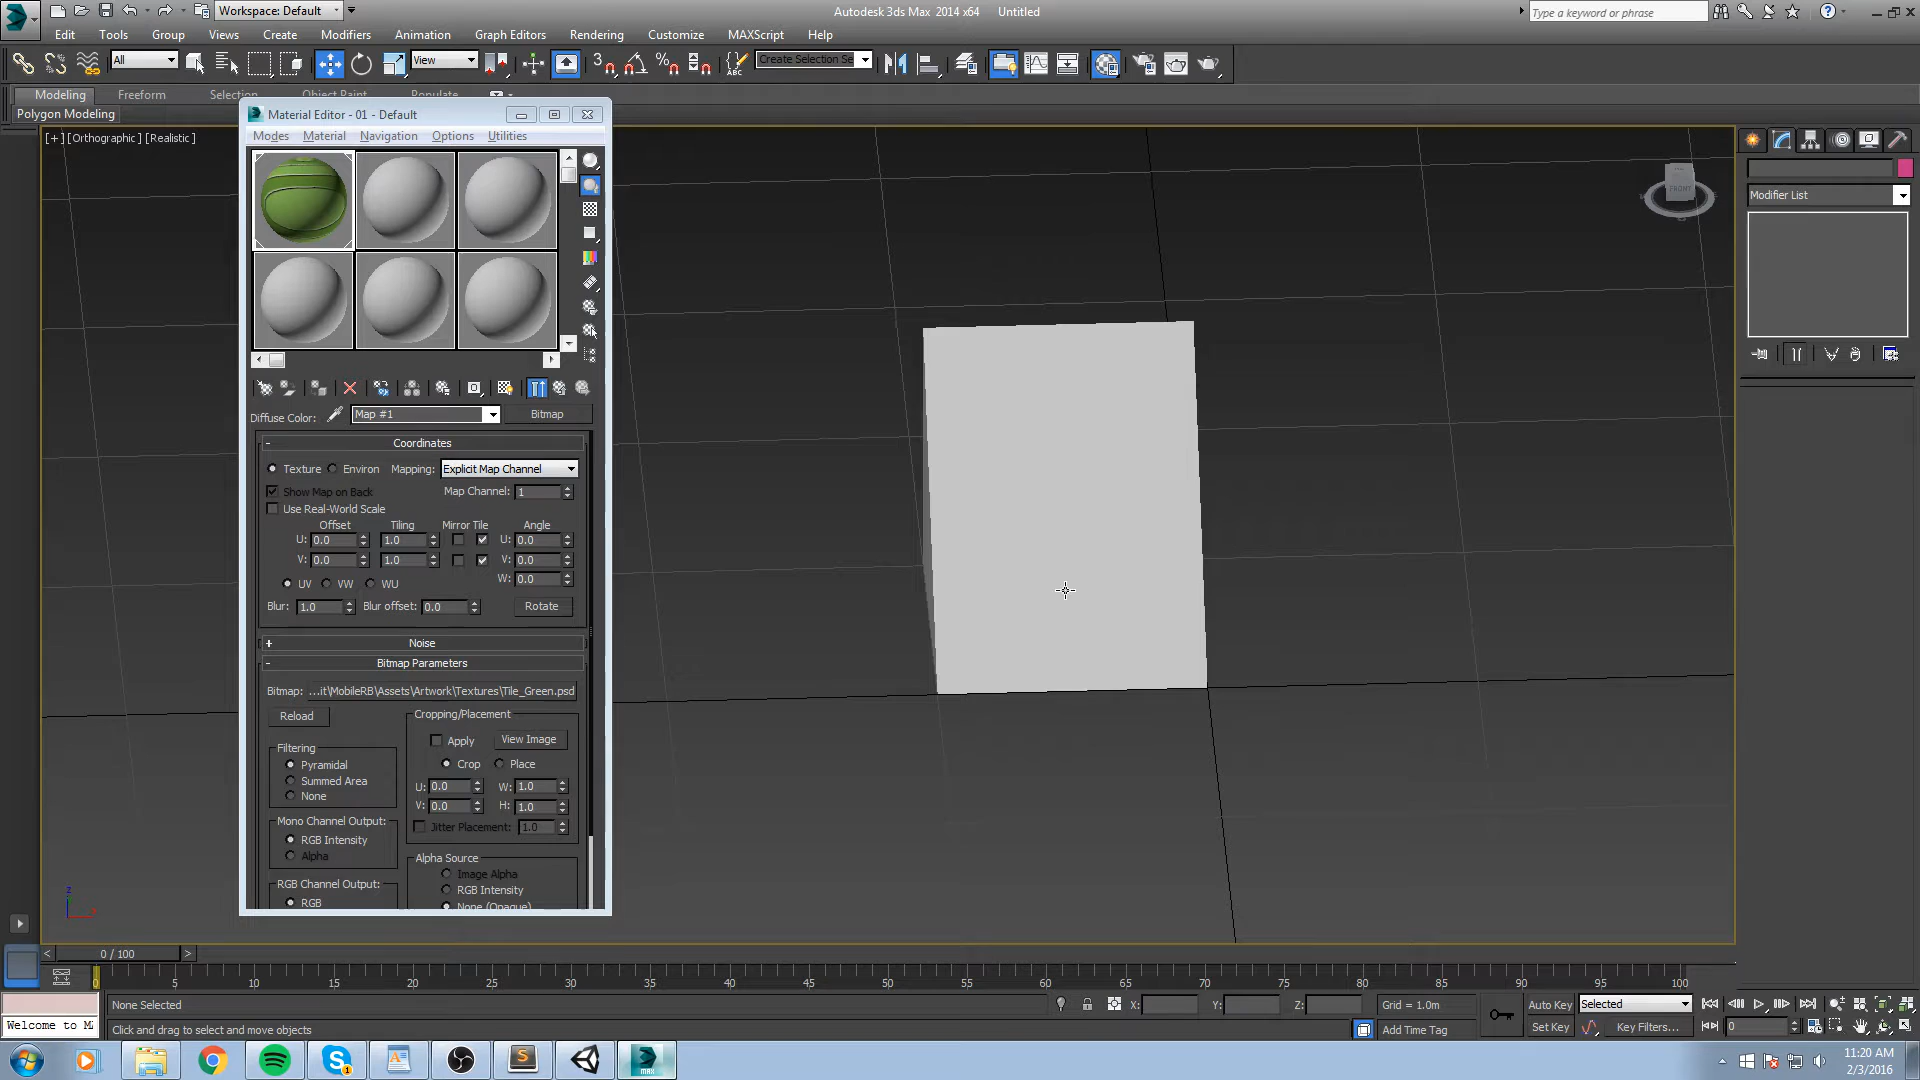 Workspace: Default
Autodesk 3ds Max 2014 x64
Untitled
Type a keyword or phrase
Edit
Tools
Group
Views
Create
Modifiers
Animation
Graph Editors
Rendering
Customize
MAXScript
Help
All
View
Create Selection Se
Modeling
Freeform
Selection
Object Paint
Populate
Polygon Modeling
[+] [Orthographic] [Realistic]
FRONT
Modifier List
Material Editor - 01 - Default
Modes
Material
Navigation
Options
Utilities
Diffuse Color:
Map #1
Bitmap
Coordinates
Texture
Environ
Mapping:
Explicit Map Channel
Show Map on Back
Map Channel: 1
Use Real-World Scale
Offset
Tiling
Mirror Tile
Angle
U: 0.0
1.0
U: 0.0
V: 0.0
1.0
V: 0.0
UV
VW
WU
W: 0.0
Blur: 1.0
Blur offset: 0.0
Rotate
Noise
Bitmap Parameters
Bitmap: ...it\MobileRB\Assets\Artwork\Textures\Tile_Green.psd
Reload
Cropping/Placement
Apply
View Image
Filtering
Pyramidal
Summed Area
None
Crop
Place
U: 0.0
W: 1.0
V: 0.0
H: 1.0
Jitter Placement: 1.0
Mono Channel Output:
RGB Intensity
Alpha
Alpha Source
Image Alpha
RGB Intensity
None (Opaque)
RGB Channel Output:
RGB
0 / 100
0
5
10
15
20
25
30
35
40
45
50
55
60
65
70
75
80
85
90
95
100
None Selected
X:
Y:
Z:
Grid = 1.0m
Auto Key
Selected
Welcome to M
Click and drag to select and move objects
Add Time Tag
Set Key
Key Filters...
0
11:20 AM
2/3/2016